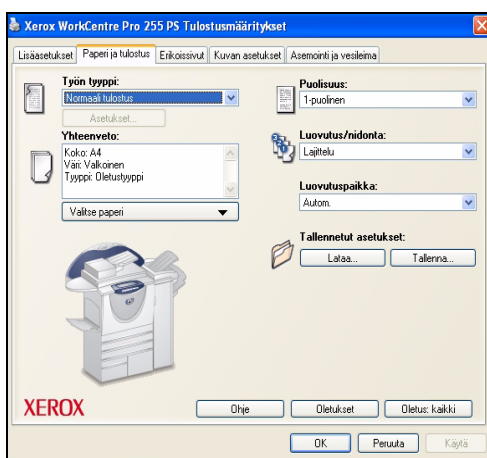 Xerox WorkCentre Pro 255 PS Tulostusmääritykset
Lisäasetukset Paperi ja tulostus Erikoissivut Kuvan asetukset Asemointi ja vesileima
Työn tyyppi:
Normaali tulostus
Asetukset...
Yhteenveto:
Koko: A4
Väri: Valkoinen
Tyyppi: Oletustyyppi
Valitse paperi
Puolisuus:
1-puolinen
Luovutus/nidonta:
Lajittelu
Luovutuspaikka:
Autom.
Tallennetut asetukset:
Lataa... Tallenna...
XEROX
Ohje Oletukset Oletus: kaikki
OK Peruuta Käytä